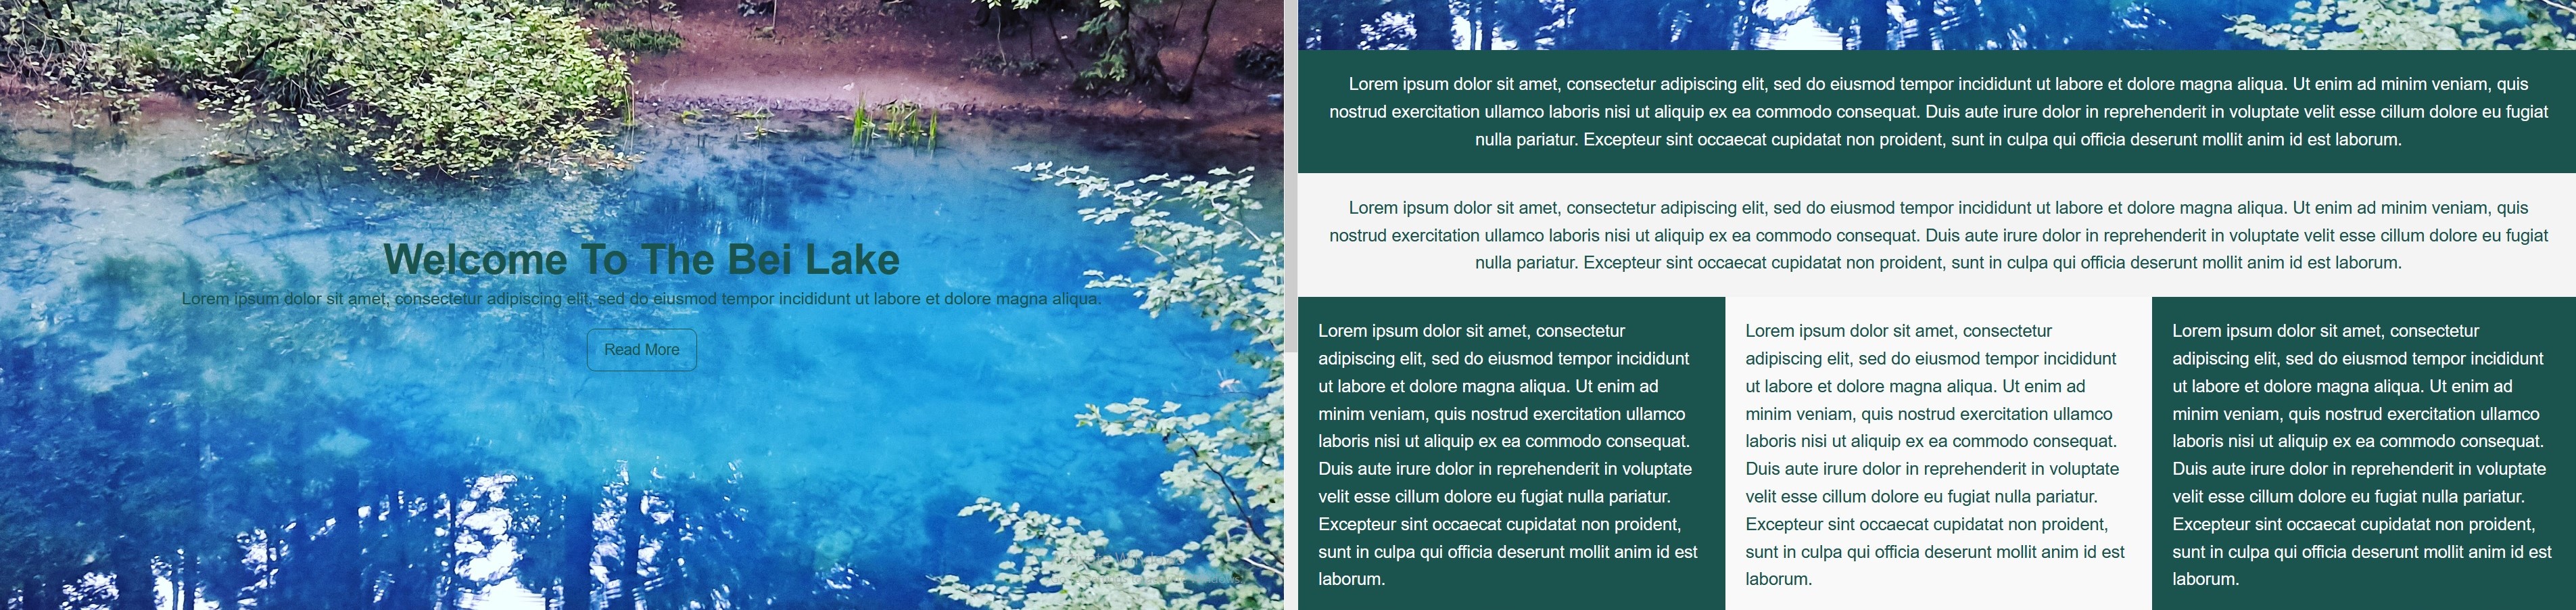 Welcome To The Bei Lake
Lorem ipsum dolor sit amet, consectetur adipiscing elit, sed do eiusmod tempor incididunt ut labore et dolore magna aliqua.
Read More
Lorem ipsum dolor sit amet, consectetur adipiscing elit, sed do eiusmod tempor incididunt ut labore et dolore magna aliqua. Ut enim ad minim veniam, quis
nostrud exercitation ullamco laboris nisi ut aliquip ex ea commodo consequat. Duis aute irure dolor in reprehenderit in voluptate velit esse cillum dolore eu fugiat
nulla pariatur. Excepteur sint occaecat cupidatat non proident, sunt in culpa qui officia deserunt mollit anim id est laborum.
Lorem ipsum dolor sit amet, consectetur adipiscing elit, sed do eiusmod tempor incididunt ut labore et dolore magna aliqua. Ut enim ad minim veniam, quis
nostrud exercitation ullamco laboris nisi ut aliquip ex ea commodo consequat. Duis aute irure dolor in reprehenderit in voluptate velit esse cillum dolore eu fugiat
nulla pariatur. Excepteur sint occaecat cupidatat non proident, sunt in culpa qui officia deserunt mollit anim id est laborum.
Lorem ipsum dolor sit amet, consectetur
adipiscing elit, sed do eiusmod tempor incididunt
ut labore et dolore magna aliqua. Ut enim ad
minim veniam, quis nostrud exercitation ullamco
laboris nisi ut aliquip ex ea commodo consequat.
Duis aute irure dolor in reprehenderit in voluptate
velit esse cillum dolore eu fugiat nulla pariatur.
Excepteur sint occaecat cupidatat non proident,
sunt in culpa qui officia deserunt mollit anim id est
laborum.
Lorem ipsum dolor sit amet, consectetur
adipiscing elit, sed do eiusmod tempor incididunt
ut labore et dolore magna aliqua. Ut enim ad
minim veniam, quis nostrud exercitation ullamco
laboris nisi ut aliquip ex ea commodo consequat.
Duis aute irure dolor in reprehenderit in voluptate
velit esse cillum dolore eu fugiat nulla pariatur.
Excepteur sint occaecat cupidatat non proident,
sunt in culpa qui officia deserunt mollit anim id est
laborum.
Lorem ipsum dolor sit amet, consectetur
adipiscing elit, sed do eiusmod tempor incididunt
ut labore et dolore magna aliqua. Ut enim ad
minim veniam, quis nostrud exercitation ullamco
laboris nisi ut aliquip ex ea commodo consequat.
Duis aute irure dolor in reprehenderit in voluptate
velit esse cillum dolore eu fugiat nulla pariatur.
Excepteur sint occaecat cupidatat non proident,
sunt in culpa qui officia deserunt mollit anim id est
laborum.